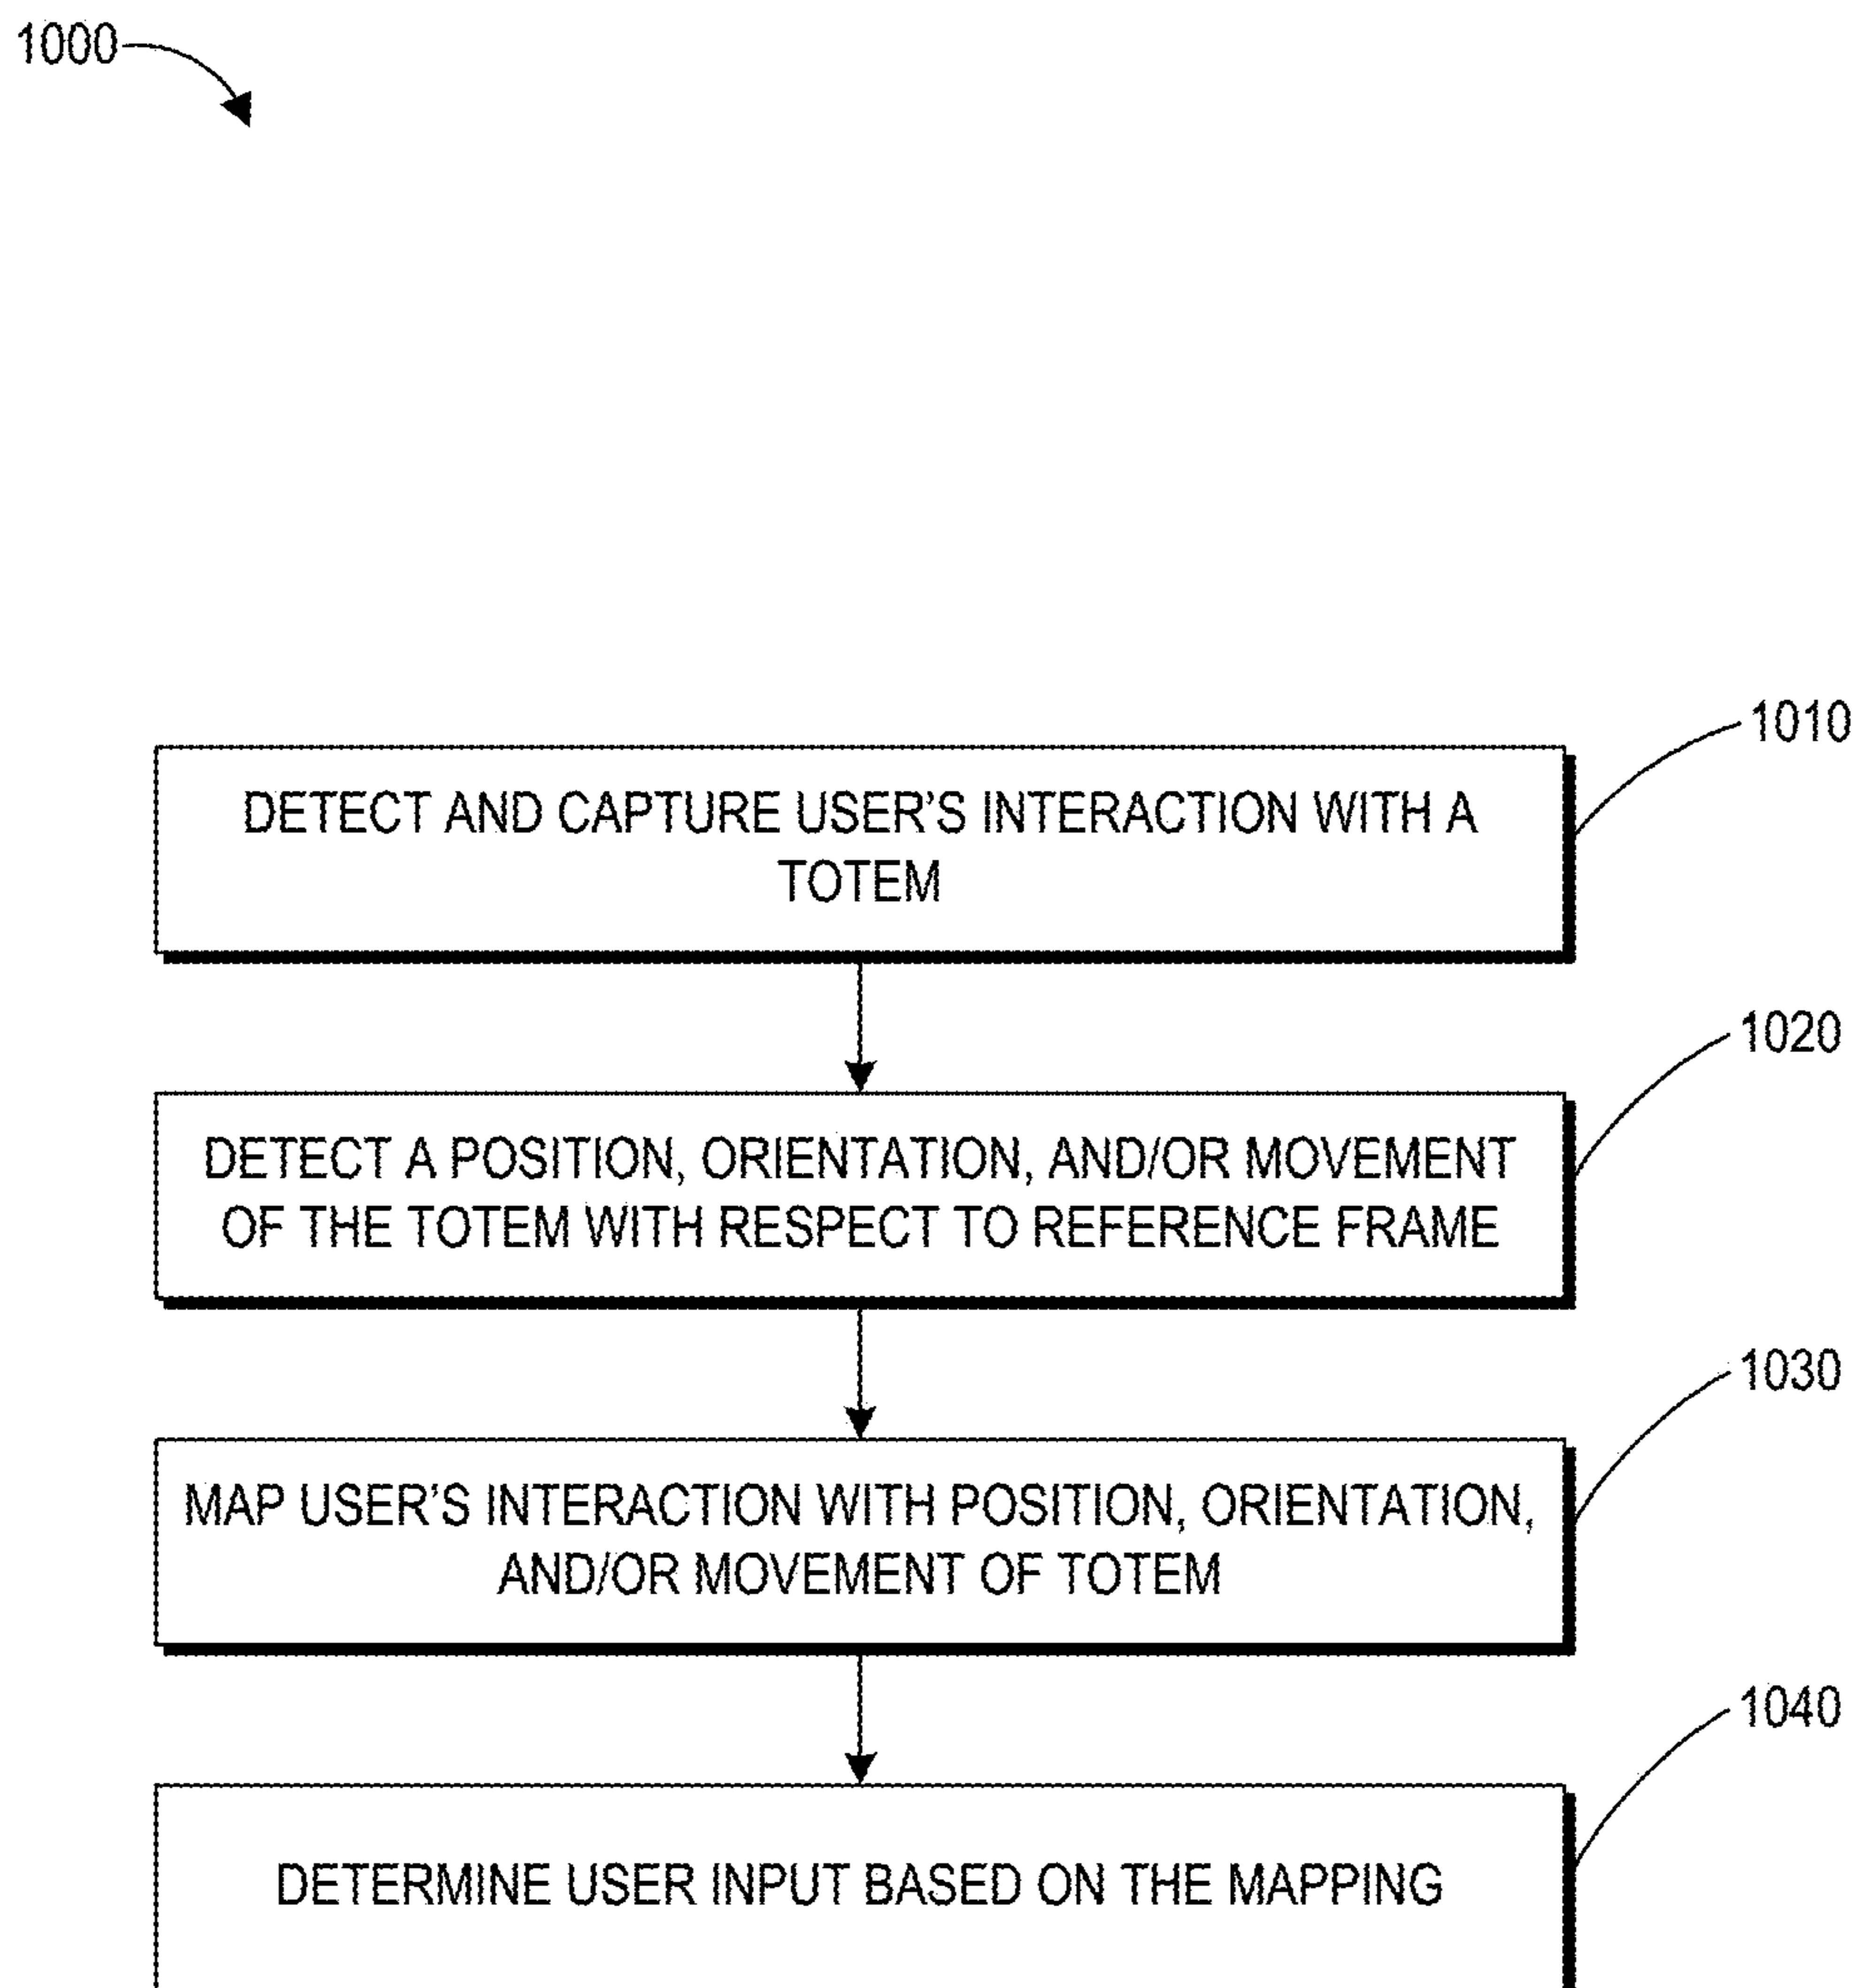 1000
1010
DETECT AND CAPTURE USER'S INTERACTION WITH A
TOTEM
1020
DETECT A POSITION, ORIENTATION, AND/OR MOVEMENT
OF THE TOTEM WITH RESPECT TO REFERENCE FRAME
1030
MAP USER'S INTERACTION WITH POSITION, ORIENTATION,
AND/OR MOVEMENT OF TOTEM
1040
DETERMINE USER INPUT BASED ON THE MAPPING